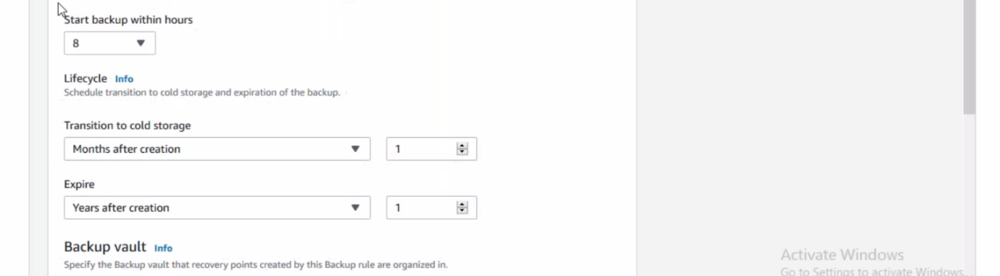 Start backup within hours
8
Lifecycle Info
Schedule transition to cold storage and expiration of the backup.
Transition to cold storage
Months after creation 1
Expire
Years after creation 1
Backup vault Info
Specify the Backup vault that recovery points created by this Backup rule are organized in.
Activate Windows
Go to Settings to activate Windows.